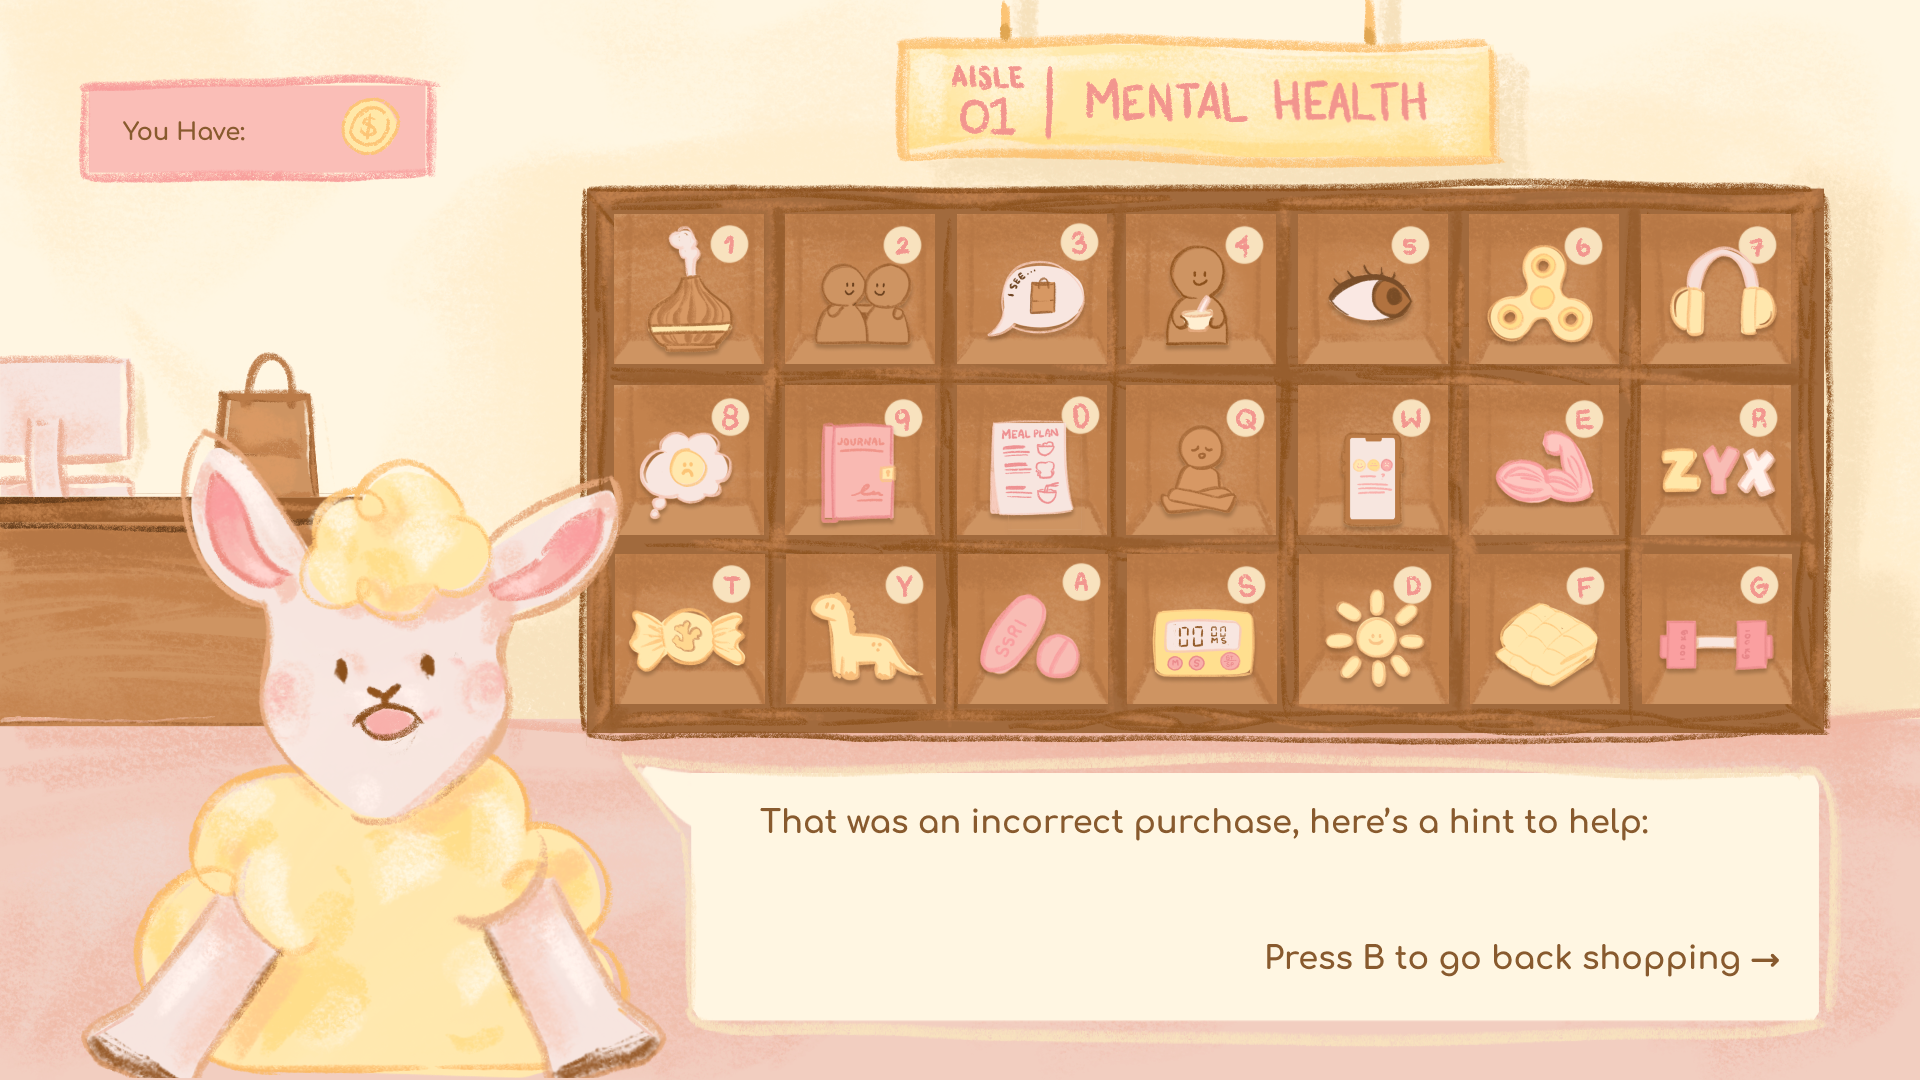 You Have:
$
AISLE
01
MENTAL HEALTH
1
2
3
I SEE...
4
5
6
7
8
9
JOURNAL
0
MEAL PLAN
Q
W
E
R
ZYX
T
Y
A
SSRI
S
00 00
M S
M S
D
F
G
That was an incorrect purchase, here's a hint to help:
Press B to go back shopping →